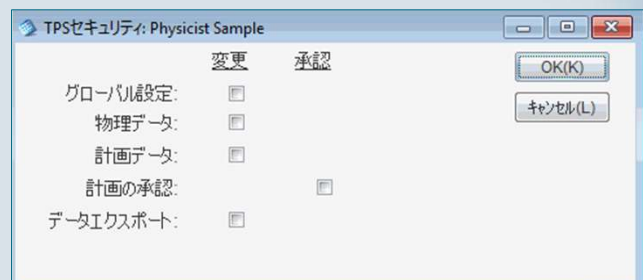 TPSセキュリティ: Physicist Sample
変更 承認
OK(K)
キャンセル(L)
グローバル設定:
物理データ:
計画データ:
計画の承認:
データエクスポート: